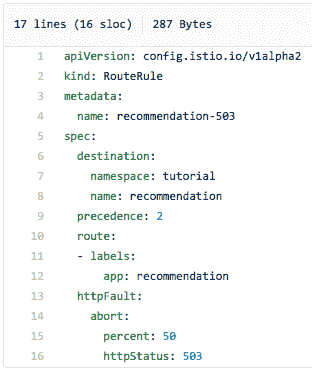 17 lines (16 sloc) 287 Bytes
1 apiVersion: config.istio.io/v1alpha2
2 kind: RouteRule
3 metadata:
4 name: recommendation-503
5 spec:
6 destination:
7 namespace: tutorial
8 name: recommendation
9 precedence: 2
10 route:
11 - labels:
12 app: recommendation
13 httpFault:
14 abort:
15 percent: 50
16 httpStatus: 503